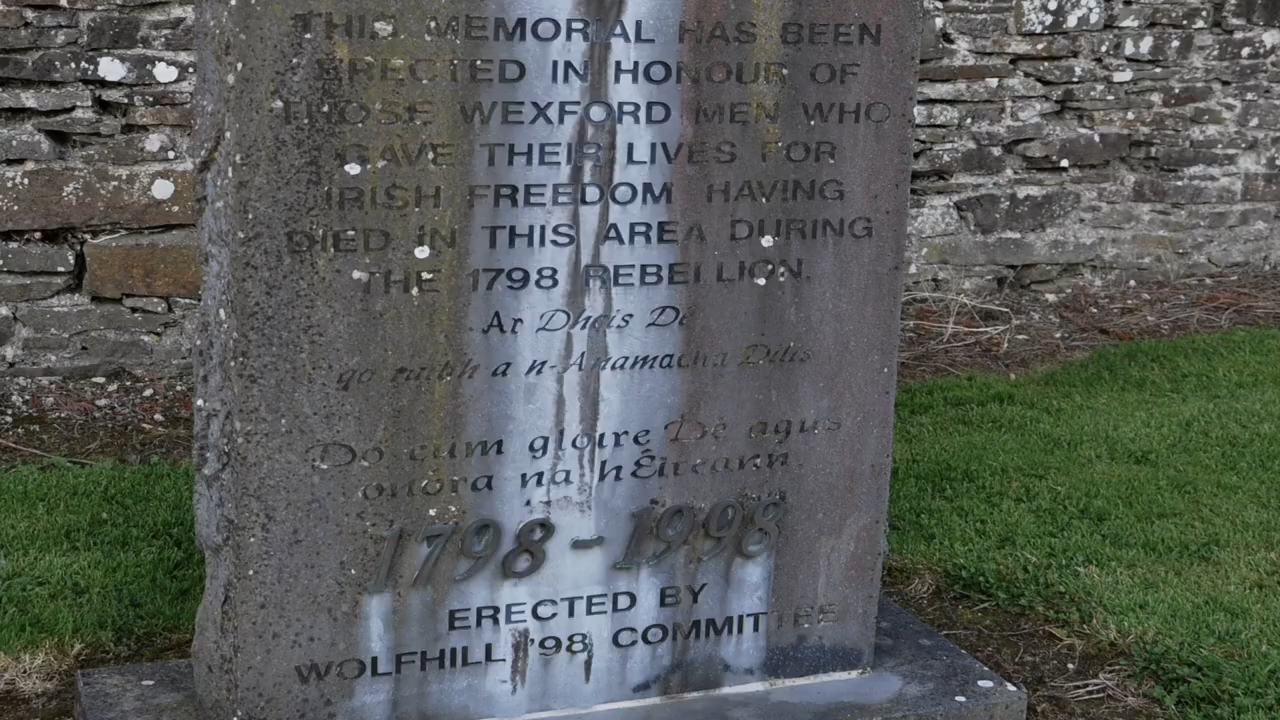 THIS MEMORIAL HAS BEEN
ERECTED IN HONOUR OF
THOSE WEXFORD MEN WHO
GAVE THEIR LIVES FOR
IRISH FREEDOM HAVING
DIED IN THIS AREA DURING
THE 1798 REBELLION.
Ar Dheis Dé
go raibh a n-Anamacha Dílis
Do cum glóire Dé agus
onóra na hÉireann.
1798-1998
ERECTED BY
WOLFHILL '98 COMMITTEE